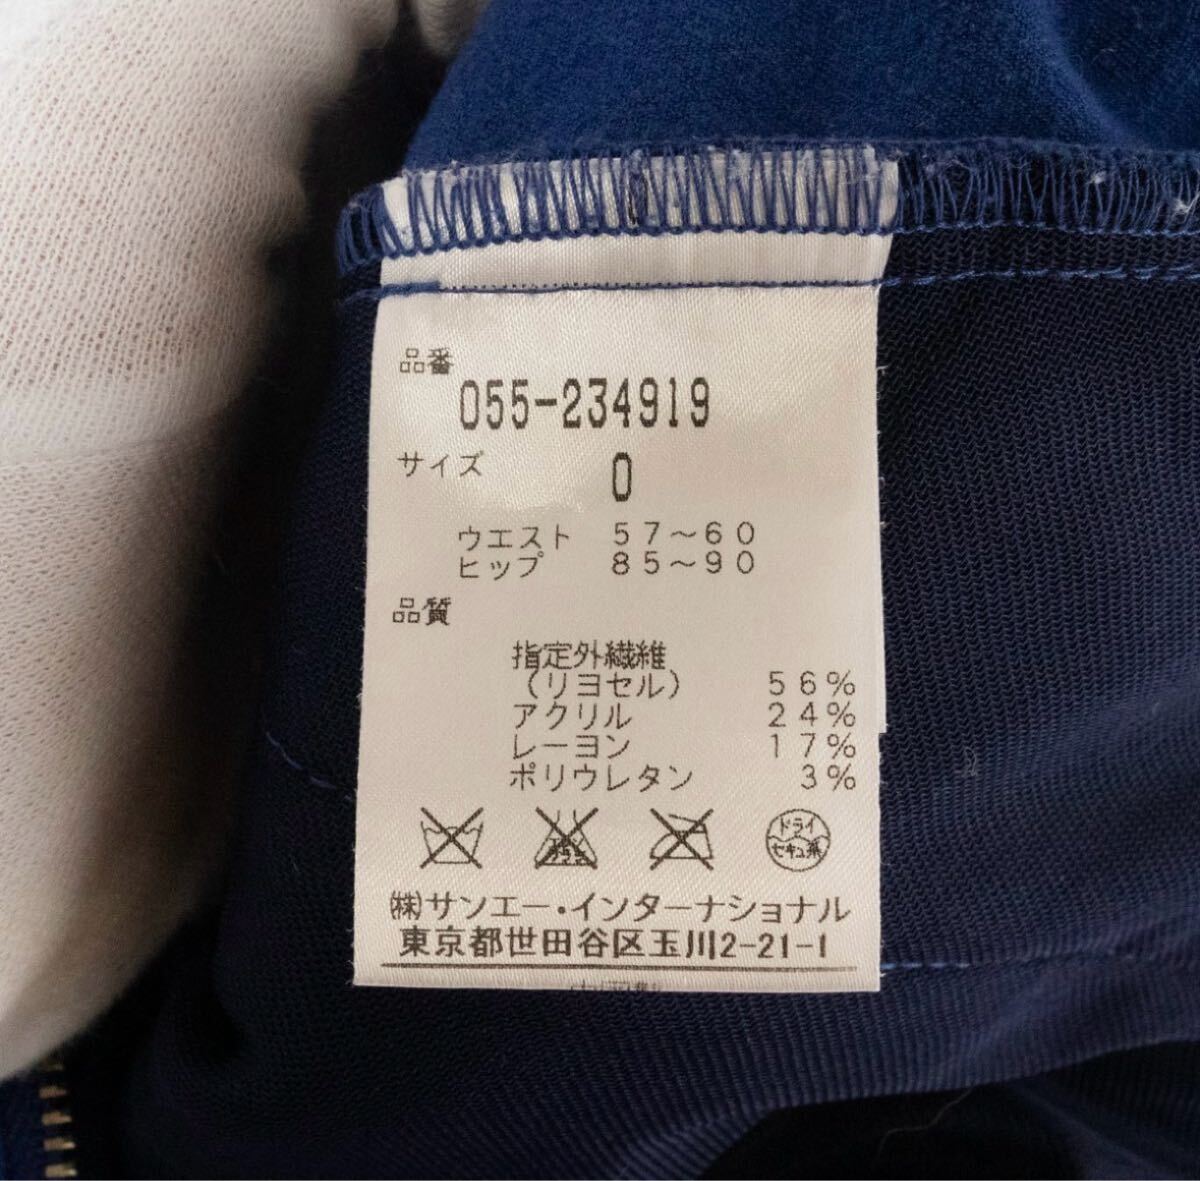 品番
055-234919
サイズ 0
ウエスト 57～60
ヒップ 85～90
品質
指定外繊維
（リヨセル） 56%
アクリル 24%
レーヨン 17%
ポリウレタン 3%
ドライ
セキュ系
㈱サンエー・インターナショナル
東京都世田谷区玉川2-21-1